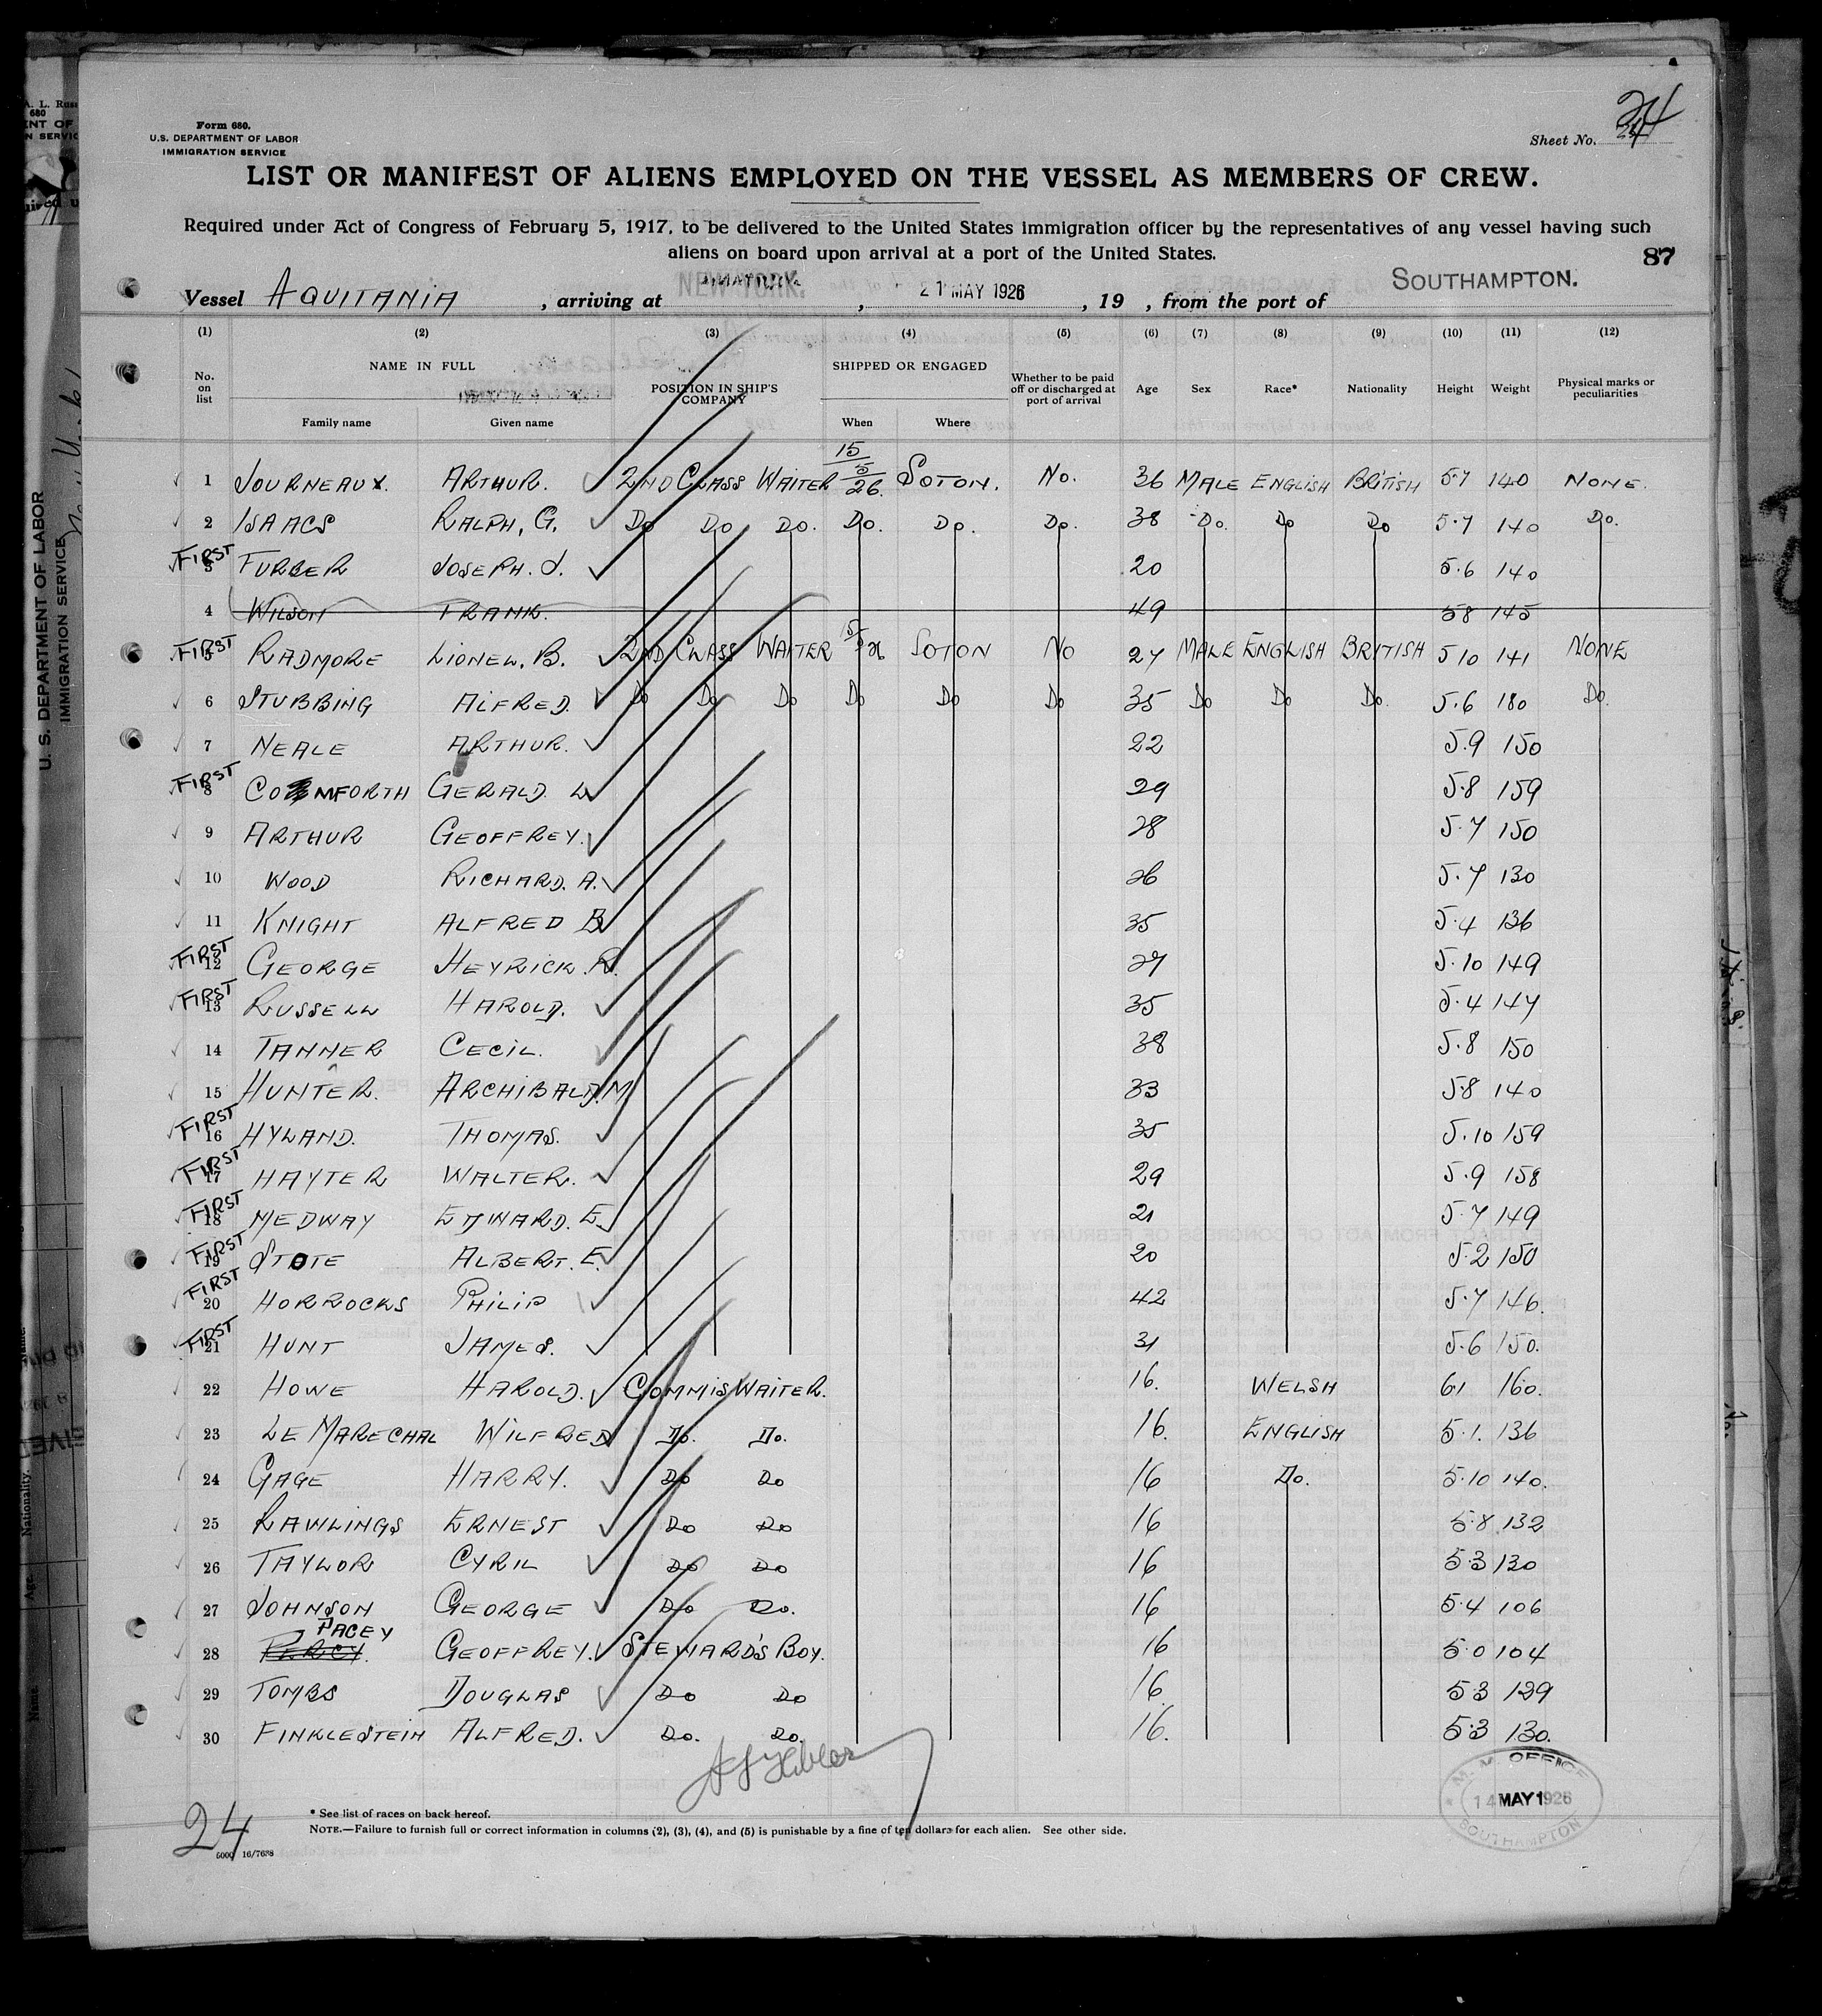 Form 680.
U.S. DEPARTMENT OF LABOR
IMMIGRATION SERVICE
Sheet No. 24
LIST OR MANIFEST OF ALIENS EMPLOYED ON THE VESSEL AS MEMBERS OF CREW.
Required under Act of Congress of February 5, 1917, to be delivered to the United States immigration officer by the representatives of any vessel having such
aliens on board upon arrival at a port of the United States.
87
Vessel AQUITANIA, arriving at NEW YORK., 21 MAY 1926, 19 , from the port of SOUTHAMPTON.
(1) (2) (3) (4) (5) (6) (7) (8) (9) (10) (11) (12)
No. on list NAME IN FULL Family name Given name POSITION IN SHIP'S COMPANY SHIPPED OR ENGAGED When Where Whether to be paid off or discharged at port of arrival Age Sex Race* Nationality Height Weight Physical marks or peculiarities
1 JOURNEAUX. ARTHUR. 2ND CLASS WAITER 15/5/26. SOTON. No. 36 MALE ENGLISH BRITISH 5.7 140 NONE.
2 ISAACS RALPH, G. Do Do Do. Do. Do. Do. 38 Do. Do Do 5.7 140 Do.
FIRST 3 FURBER JOSEPH. J. 20 5.6 140
4 WILSON FRANK. 49 58 145
FIRST 5 RADMORE LIONEL. B. 2ND CLASS WAITER 15/5/26 SOTON NO 27 MALE ENGLISH BRITISH 5 10 141 NONE
6 STUBBING ALFRED. Do Do Do Do Do Do 35 Do Do Do. 5.6 180 Do.
7 NEALE ARTHUR. 22 5.9 150
FIRST 8 COMFORTH GERALD. L 29 5.8 159
9 ARTHUR GEOFFREY. 28 5.7 150
10 WOOD RICHARD. A. 26 5.7 130
11 KNIGHT ALFRED B 35 5.4 136
FIRST 12 GEORGE HEYRICK. R. 27 5.10 149
FIRST 13 RUSSELL HAROLD. 35 5.4 147
14 TANNER CECIL. 38 5.8 150
15 HUNTER. ARCHIBALD. M 33 5.8 140
FIRST 16 HYLAND. THOMAS. 35 5.10 159
FIRST 17 HAYTER WALTER. 29 5.9 158
FIRST 18 MEDWAY EDWARD. E. 21 5.7 149
FIRST 19 STOTE ALBERT. E. 20 5.2 150
FIRST 20 HORROCKS PHILIP 42 5.7 146.
FIRST 21 HUNT JAMES. 31 5.6 150.
22 HOWE HAROLD. COMMIS WAITER. 16. WELSH 6.1 160.
23 LE MARECHAL WILFRED Do. Do. 16. ENGLISH 5.1. 136
24 GAGE HARRY. Do Do 16 Do. 5.10 140.
25 RAWLINGS ERNEST Do Do 16 5.8 132
26 TAYLOR CYRIL Do Do 16 5.3 130
27 JOHNSON GEORGE Do Do. 16 5.4 106
PACEY
28 PERCY. GEOFFREY. STEWARD'S BOY. 16 5.0 104
29 TOMBS DOUGLAS Do Do 16 5 3 129
30 FINKLESTEIN ALFRED. Do. Do. 16. 5.3 130.
M. M. OFFICE
14 MAY 1926
SOUTHAMPTON
24
* See list of races on back hereof.
NOTE.—Failure to furnish full or correct information in columns (2), (3), (4), and (5) is punishable by a fine of ten dollars for each alien. See other side.
5000 16/7638
U. S. DEPARTMENT OF LABOR
IMMIGRATION SERVICE